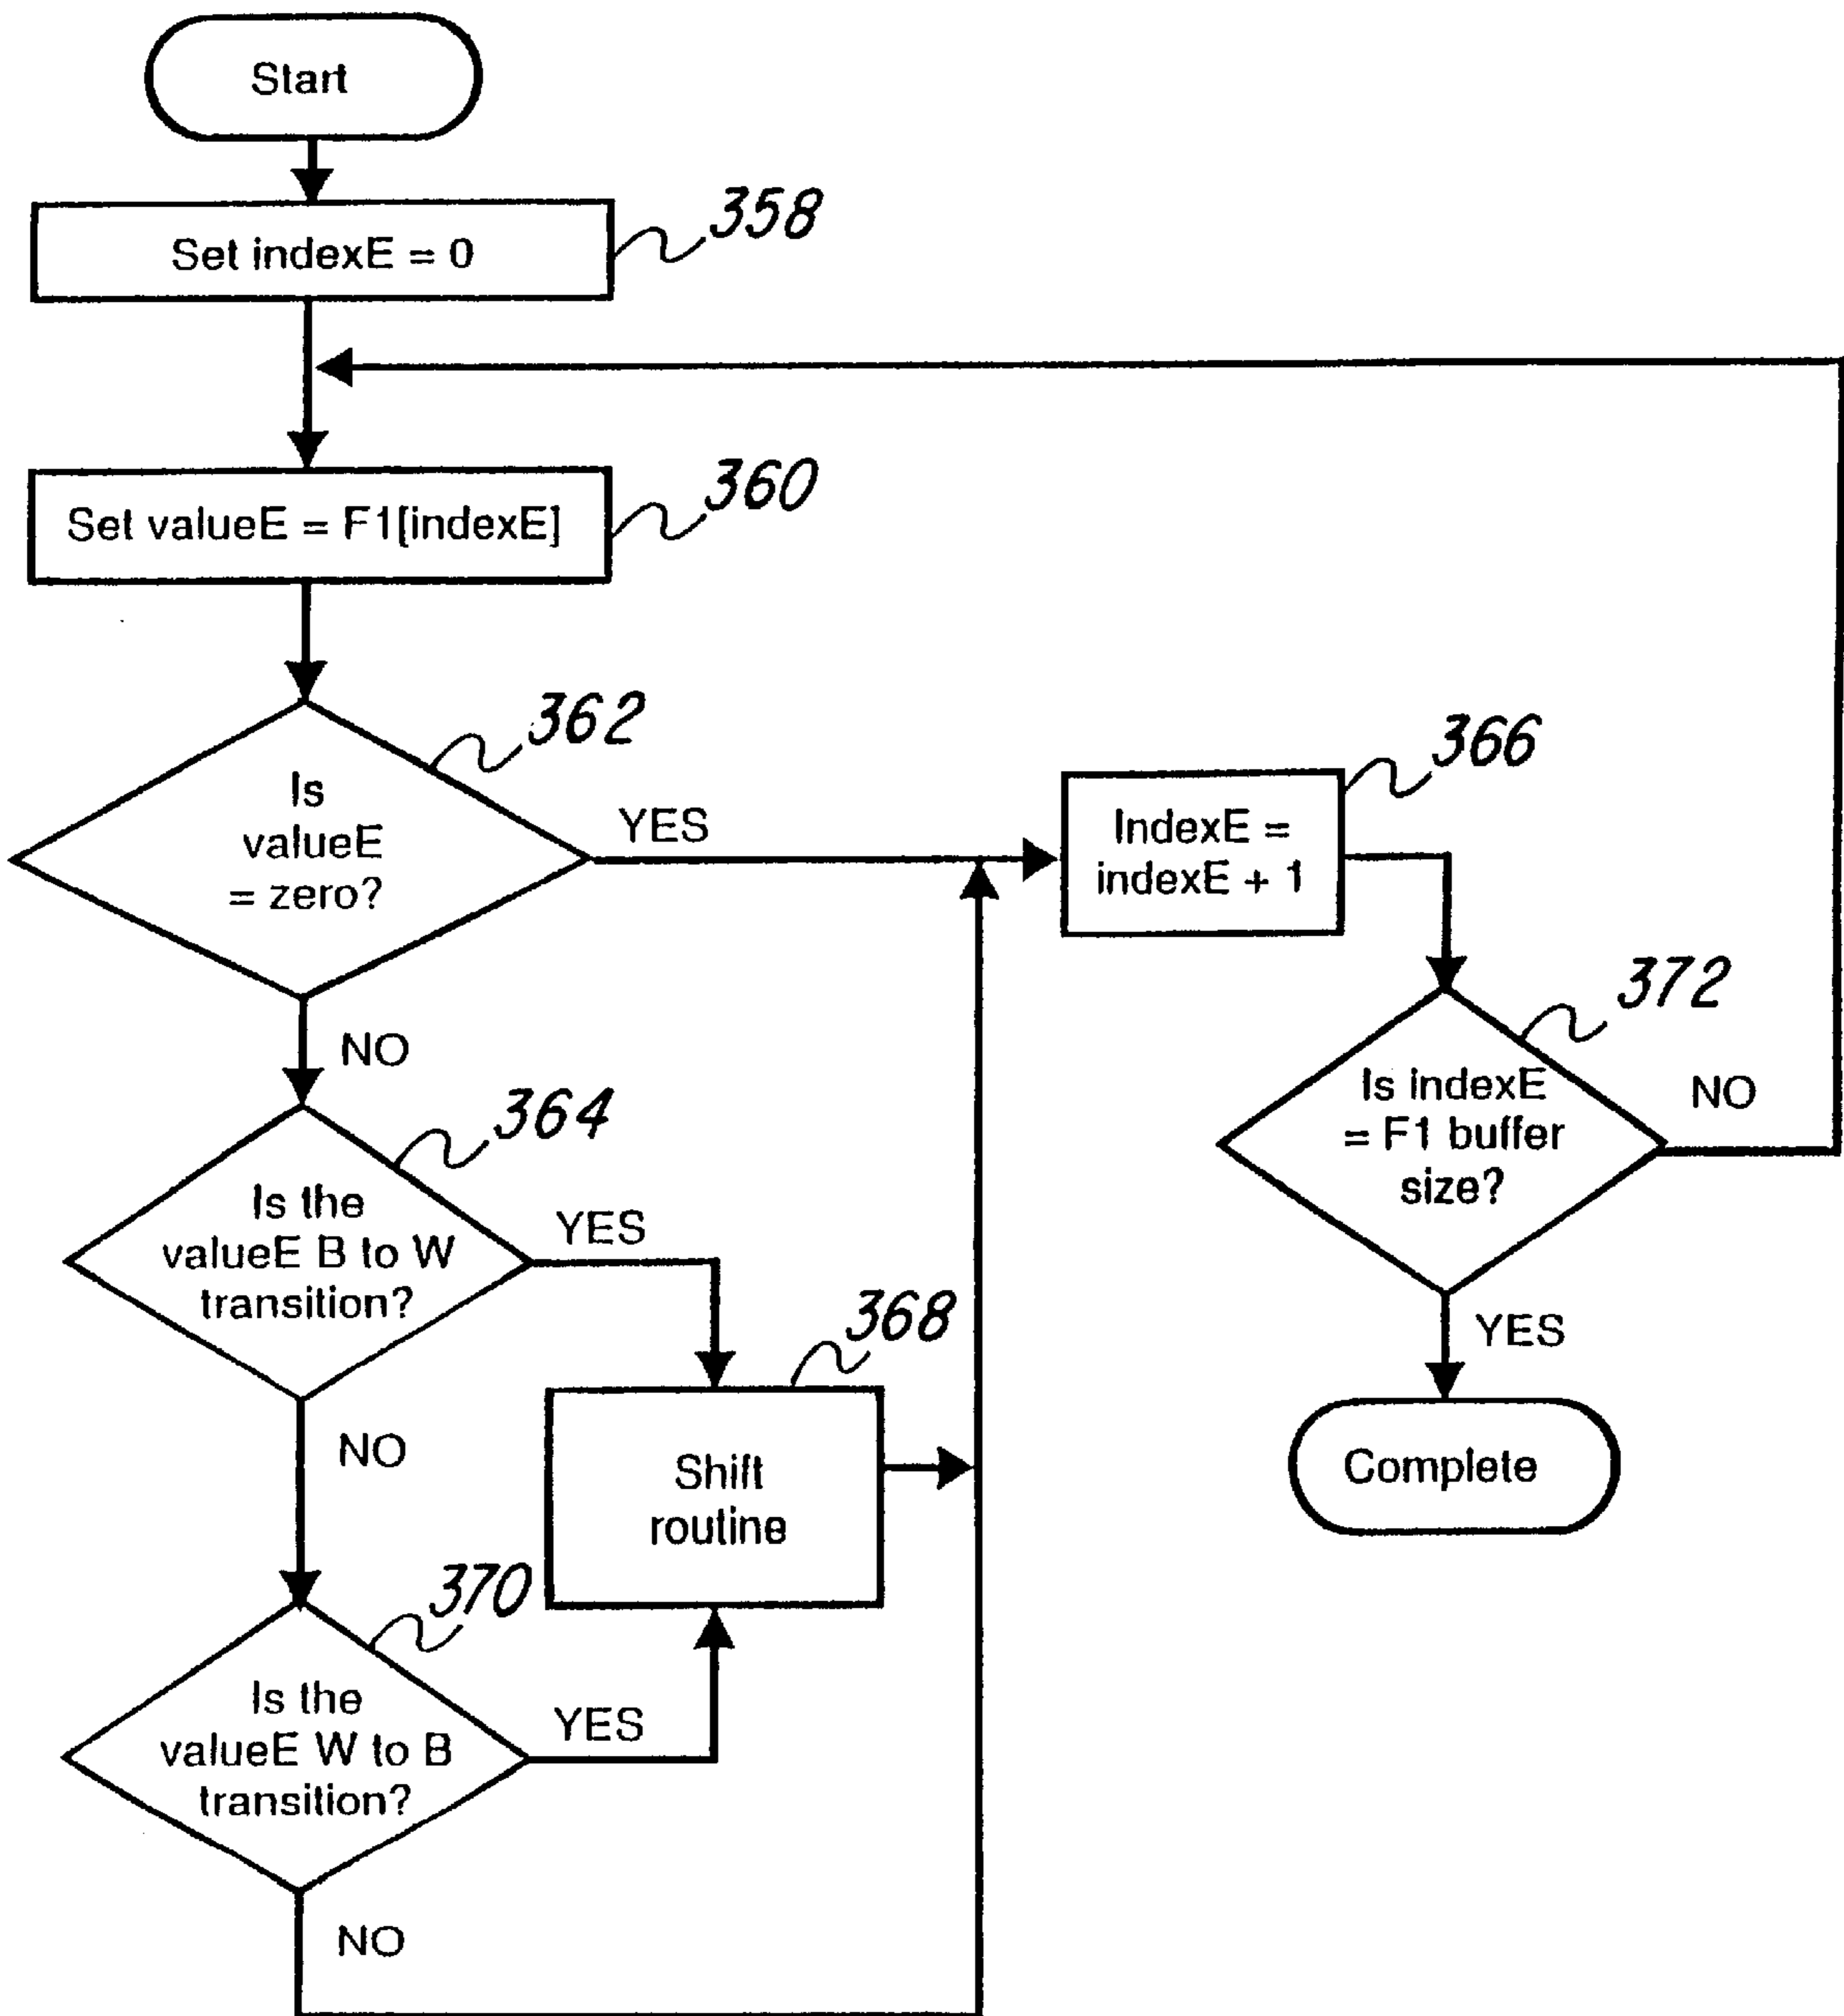 Start
Set indexE = 0
358
Set valueE = F1[indexE]
360
362
Is
valueE
= zero?
YES
NO
366
IndexE =
indexE + 1
372
Is indexE
= F1 buffer
size?
NO
YES
Complete
364
Is the
valueE B to W
transition?
YES
NO
368
Shift
routine
370
Is the
valueE W to B
transition?
YES
NO